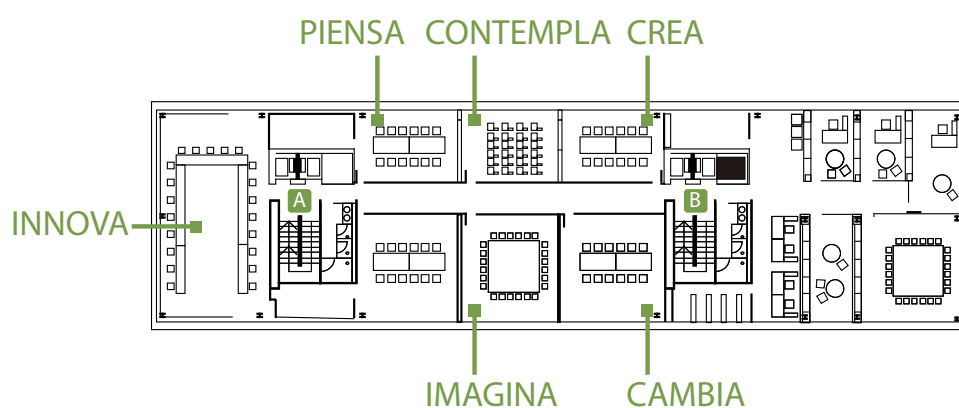 PIENSA CONTEMPLA CREA
A
B
INNOVA
IMAGINA CAMBIA